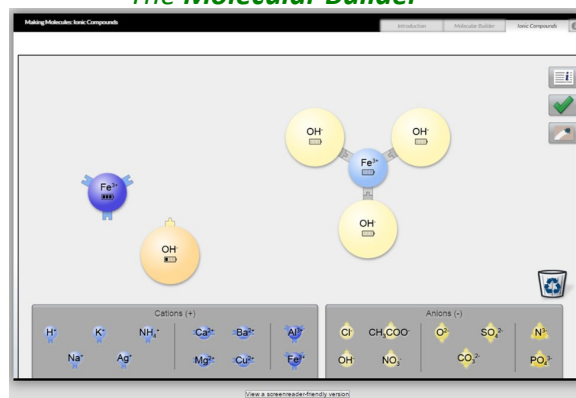 The Molecular Builder
Making Molecules: Ionic Compounds
Introduction Molecular Builder Ionic Compounds
OH⁻ OH⁻
Fe³⁺ Fe³⁺
OH⁻ OH⁻
Cations (+) Anions (-)
H⁺ K⁺ NH₄⁺ Ca²⁺ Ba²⁺ Al³⁺ Cl⁻ CH₃COO⁻ O²⁻ SO₄²⁻ N³⁻
Na⁺ Ag⁺ Mg²⁺ Cu²⁺ Fe³⁺ OH⁻ NO₃⁻ CO₃²⁻ PO₄³⁻
View a screenreader-friendly version